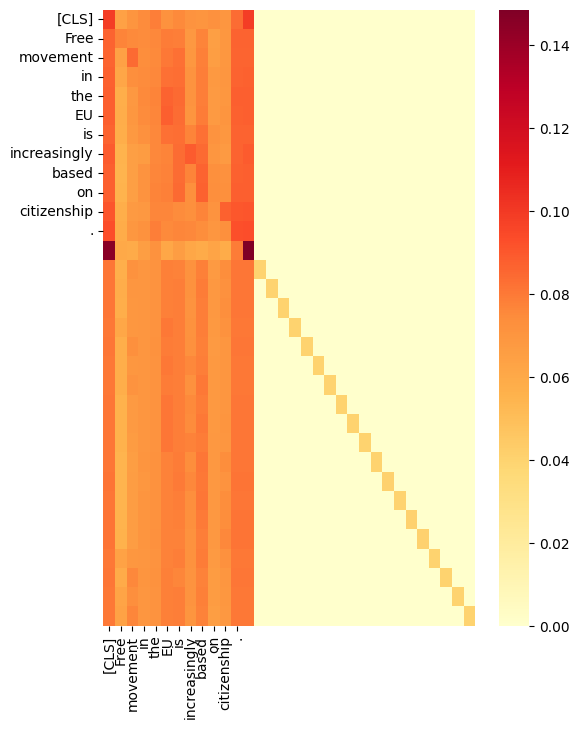 [CLS]
Free
movement
in
the
EU
is
increasingly
based
on
citizenship
.
0.14
0.12
0.10
0.08
0.06
0.04
0.02
0.00
[CLS]
Free
movement
in
the
EU
is
increasingly
based
on
citizenship
.